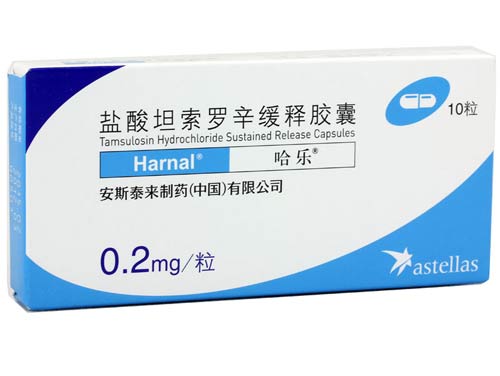 盐酸坦索罗辛缓释胶囊
Tamsulosin Hydrochloride Sustained Release Capsules
10粒
Harnal® 哈乐®
安斯泰来制药(中国)有限公司
0.2mg/粒
astellas